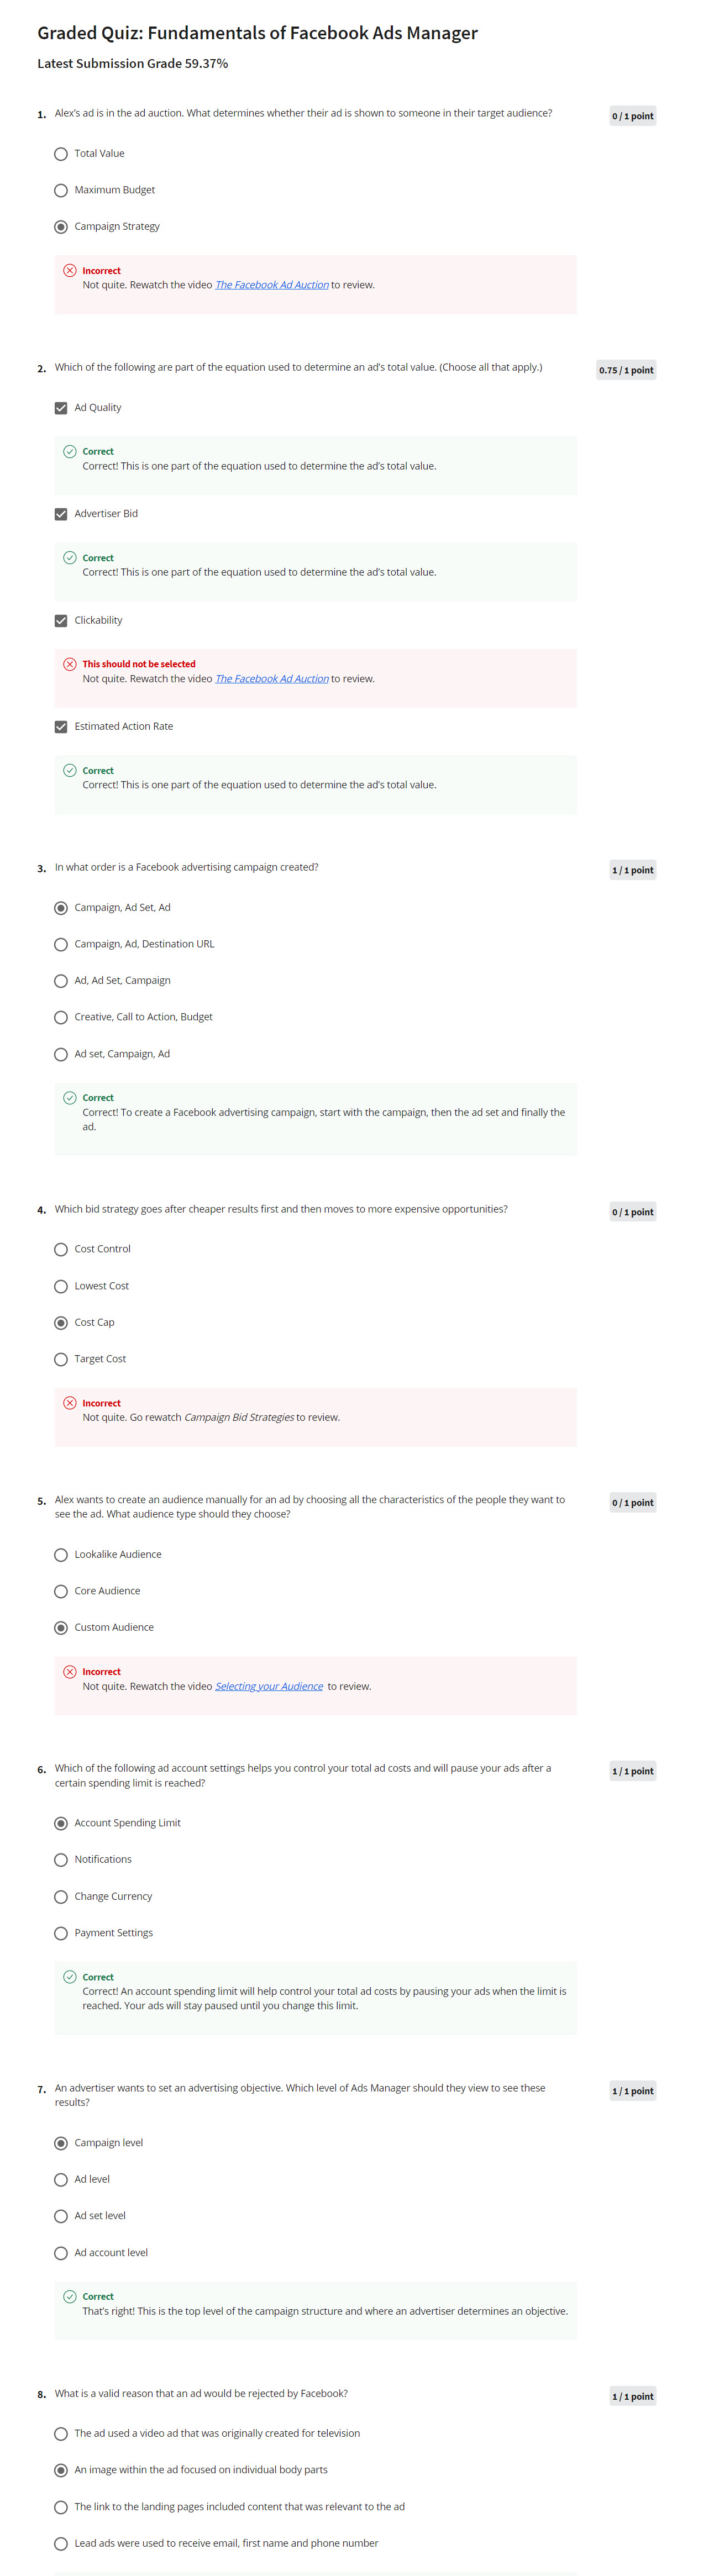 Graded Quiz: Fundamentals of Facebook Ads Manager
Latest Submission Grade 59.37%
1. Alex's ad is in the ad auction. What determines whether their ad is shown to someone in their target audience?
0 / 1 point
Total Value
Maximum Budget
Campaign Strategy
Incorrect
Not quite. Rewatch the video The Facebook Ad Auction to review.
2. Which of the following are part of the equation used to determine an ad's total value. (Choose all that apply.)
0.75 / 1 point
Ad Quality
Correct
Correct! This is one part of the equation used to determine the ad's total value.
Advertiser Bid
Correct
Correct! This is one part of the equation used to determine the ad's total value.
Clickability
This should not be selected
Not quite. Rewatch the video The Facebook Ad Auction to review.
Estimated Action Rate
Correct
Correct! This is one part of the equation used to determine the ad's total value.
3. In what order is a Facebook advertising campaign created?
1 / 1 point
Campaign, Ad Set, Ad
Campaign, Ad, Destination URL
Ad, Ad Set, Campaign
Creative, Call to Action, Budget
Ad set, Campaign, Ad
Correct
Correct! To create a Facebook advertising campaign, start with the campaign, then the ad set and finally the
ad.
4. Which bid strategy goes after cheaper results first and then moves to more expensive opportunities?
0 / 1 point
Cost Control
Lowest Cost
Cost Cap
Target Cost
Incorrect
Not quite. Go rewatch Campaign Bid Strategies to review.
5. Alex wants to create an audience manually for an ad by choosing all the characteristics of the people they want to
see the ad. What audience type should they choose?
0 / 1 point
Lookalike Audience
Core Audience
Custom Audience
Incorrect
Not quite. Rewatch the video Selecting your Audience to review.
6. Which of the following ad account settings helps you control your total ad costs and will pause your ads after a
certain spending limit is reached?
1 / 1 point
Account Spending Limit
Notifications
Change Currency
Payment Settings
Correct
Correct! An account spending limit will help control your total ad costs by pausing your ads when the limit is
reached. Your ads will stay paused until you change this limit.
7. An advertiser wants to set an advertising objective. Which level of Ads Manager should they view to see these
results?
1 / 1 point
Campaign level
Ad level
Ad set level
Ad account level
Correct
That's right! This is the top level of the campaign structure and where an advertiser determines an objective.
8. What is a valid reason that an ad would be rejected by Facebook?
1 / 1 point
The ad used a video ad that was originally created for television
An image within the ad focused on individual body parts
The link to the landing pages included content that was relevant to the ad
Lead ads were used to receive email, first name and phone number